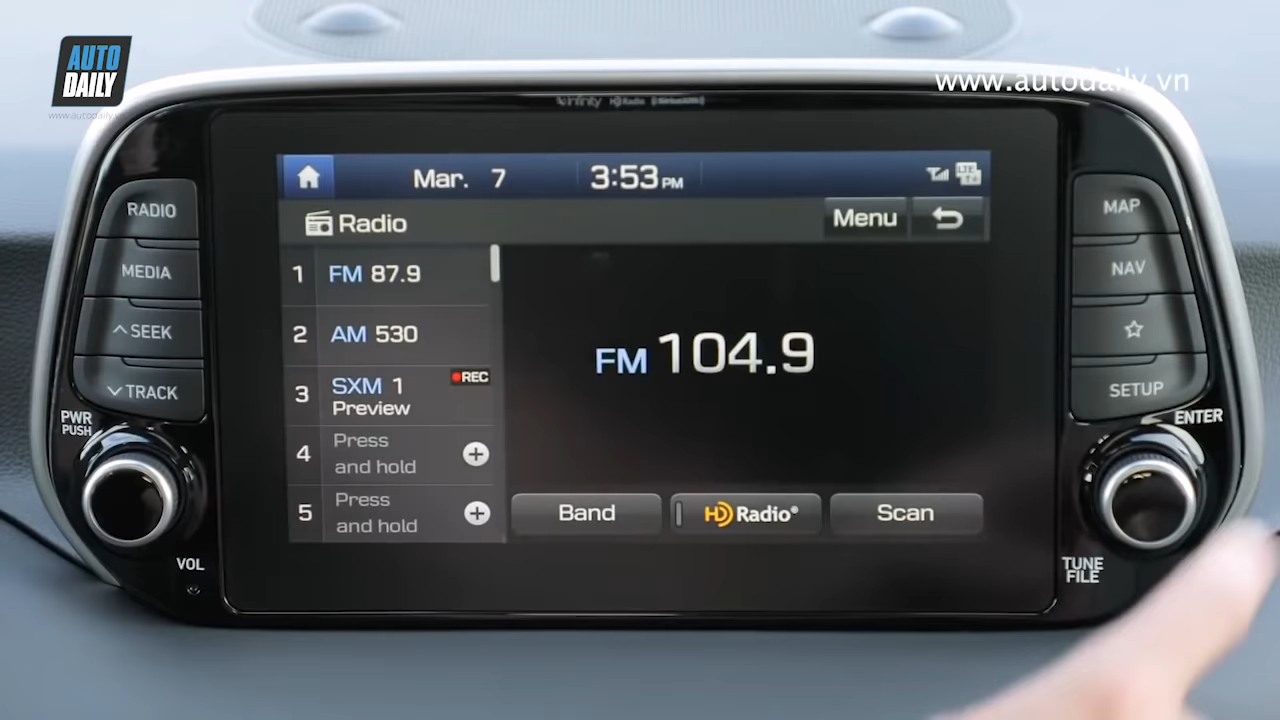 AUTO
DAILY
www.autodaily.vn
www.autodaily.vn
infinity HD Radio (SiriusXM)
Mar. 7 3:53 PM
LTE
Radio
Menu
1 FM 87.9
2 AM 530
3 SXM 1 REC
Preview
4 Press
and hold
5 Press
and hold
FM 104.9
Band
HD Radio®
Scan
RADIO
MEDIA
SEEK
TRACK
PWR
PUSH
VOL
MAP
NAV
SETUP
ENTER
TUNE
FILE